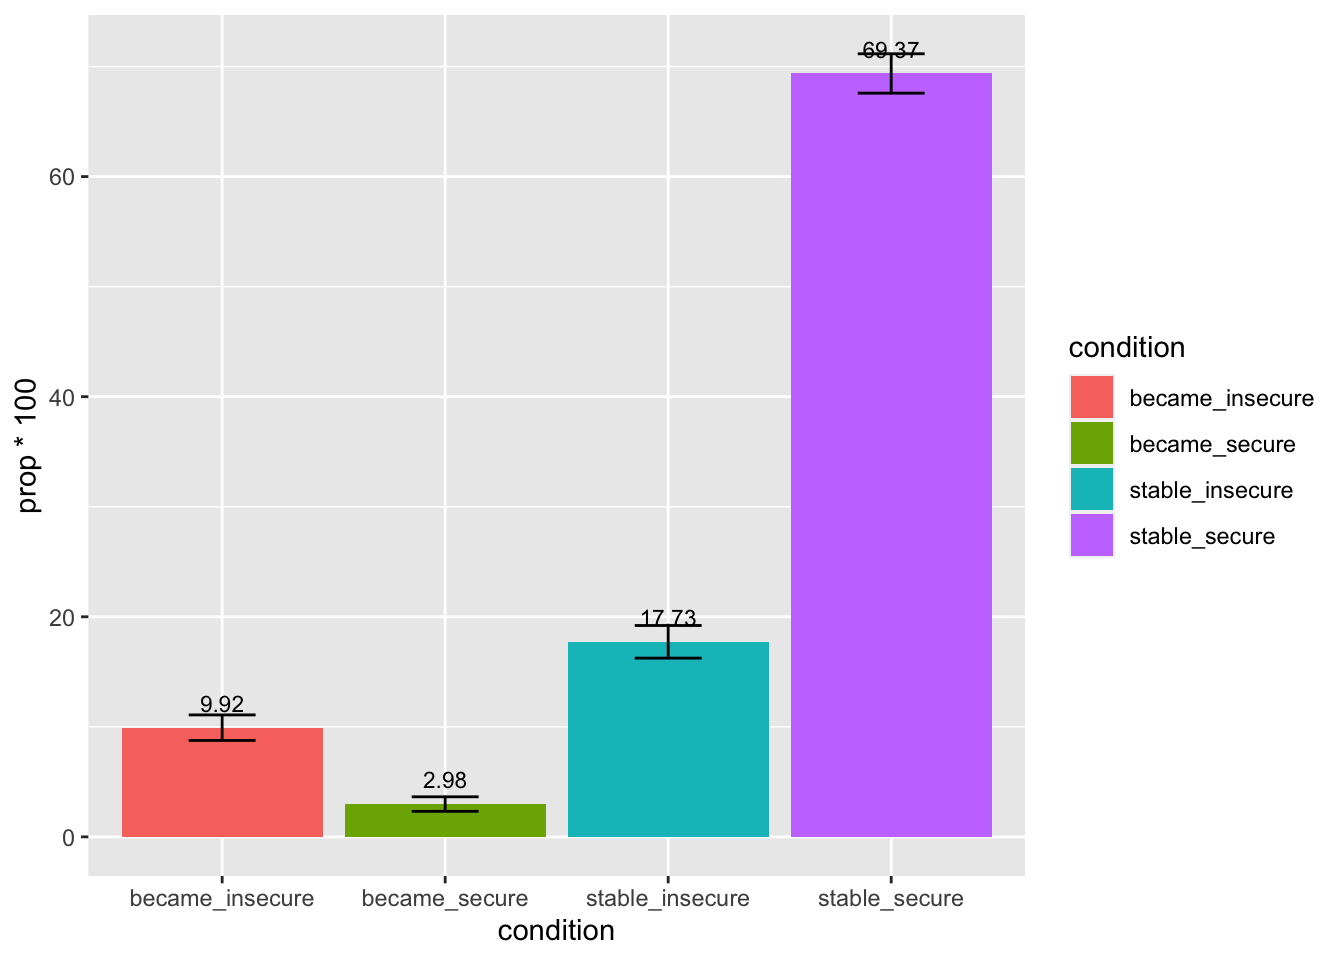 69.37
60
prop * 100
40
20
0
17.73
9.92
2.98
became_insecure
became_secure
stable_insecure
stable_secure
condition
condition
became_insecure
became_secure
stable_insecure
stable_secure